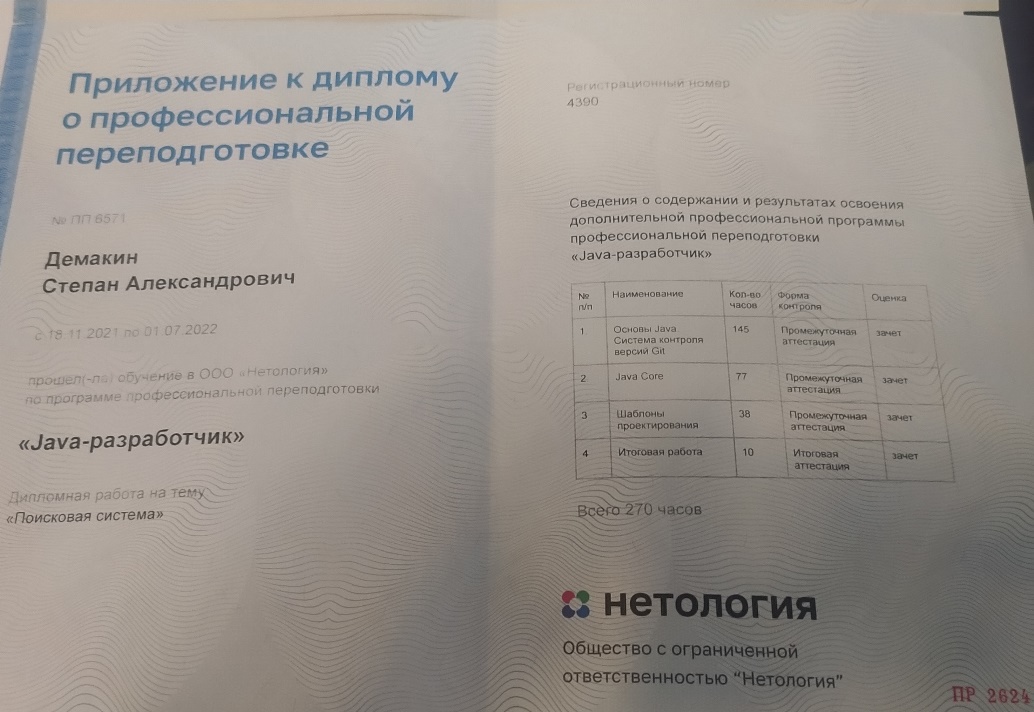 Приложение к диплому
о профессиональной
переподготовке
№ ПП 6571
Демакин
Степан Александрович
с 18.11.2021 по 01.07.2022
прошел(-ла) обучение в ООО «Нетология»
по программе профессиональной переподготовки
«Java-разработчик»
Дипломная работа на тему
«Поисковая система»
Регистрационный номер
4390
Сведения о содержании и результатах освоения
дополнительной профессиональной программы
профессиональной переподготовки
«Java-разработчик»
№ п/п Наименование Кол-во часов Форма контроля Оценка
1 Основы Java Система контроля версий Git 145 Промежуточная аттестация зачет
2 Java Core 77 Промежуточная аттестация зачет
3 Шаблоны проектирования 38 Промежуточная аттестация зачет
4 Итоговая работа 10 Итоговая аттестация зачет
Всего 270 часов
нетология
Общество с ограниченной
ответственностью "Нетология"
ПР 2624